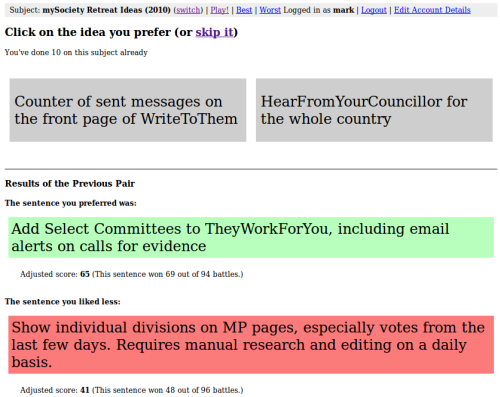 Subject: mySociety Retreat Ideas (2010) (switch) | Play! | Best | Worst Logged in as mark | Logout | Edit Account Details
Click on the idea you prefer (or skip it)
You've done 10 on this subject already
Counter of sent messages on
the front page of WriteToThem
HearFromYourCouncillor for
the whole country
Results of the Previous Pair
The sentence you preferred was:
Add Select Committees to TheyWorkForYou, including email
alerts on calls for evidence
Adjusted score: 65 (This sentence won 69 out of 94 battles.)
The sentence you liked less:
Show individual divisions on MP pages, especially votes from the
last few days. Requires manual research and editing on a daily
basis.
Adjusted score: 41 (This sentence won 48 out of 96 battles.)